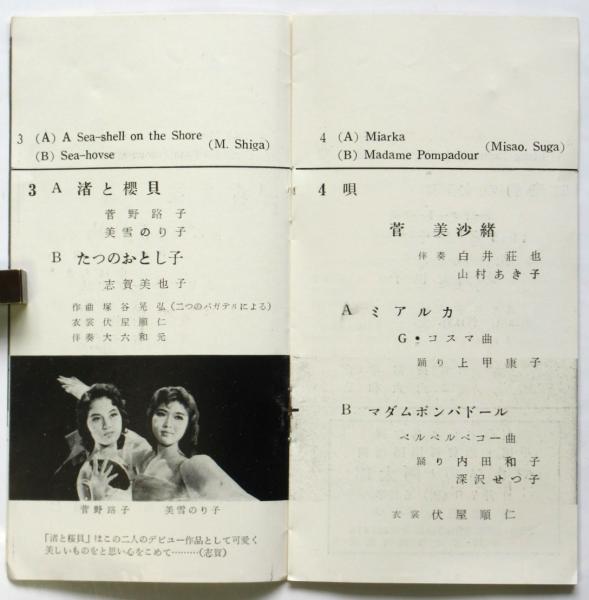 3 (A) A Sea-shell on the Shore
(B) Sea-hovse
(M. Shiga)
3 A 渚と櫻貝
菅野路子
美雪のり子
B たつのおとし子
志賀美也子
作曲 塚谷晃弘(二つのバガテルによる)
衣裳 伏屋順仁
伴奏 大六和元
菅野路子 美雪のり子
『渚と桜貝』はこの二人のデビュー作品として可愛く
美しいものをと思い心をこめて………(志賀)
4 (A) Miarka
(B) Madame Pompadour
(Misao. Suga)
4 唄
菅 美沙緒
伴奏 白井荘也
山村あき子
A ミアルカ
G・コスマ曲
踊り 上甲康子
B マダムポンバドール
ベルベルベコー曲
踊り 内田和子
深沢せつ子
衣裳 伏屋順仁